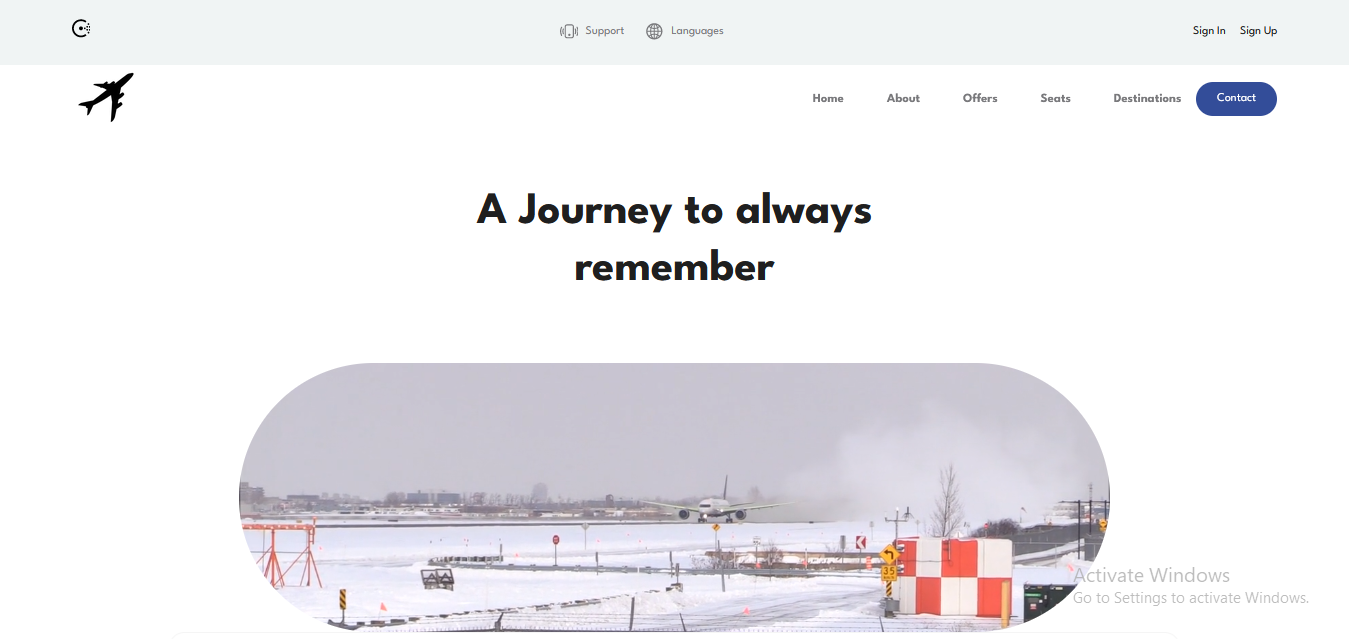 Support Languages Sign In Sign Up
Home About Offers Seats Destinations Contact
A Journey to always
remember
35
Activate Windows
Go to Settings to activate Windows.